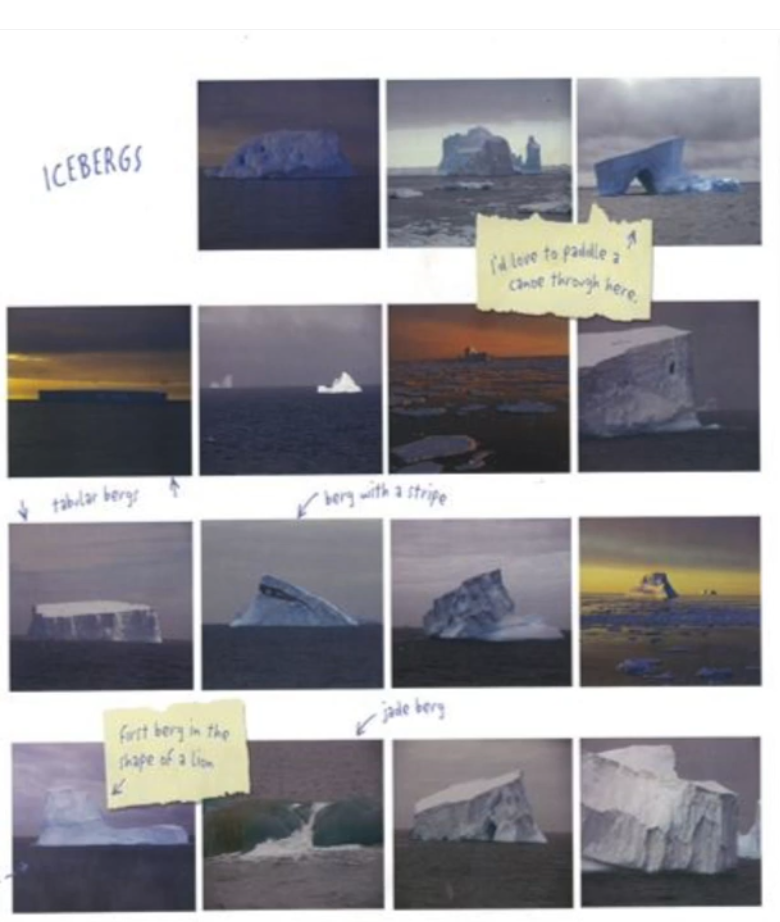 ICEBERGS
i'd love to paddle a
canoe through here.
tabular bergs
berg with a stripe
jade berg
first berg in the
shape of a lion